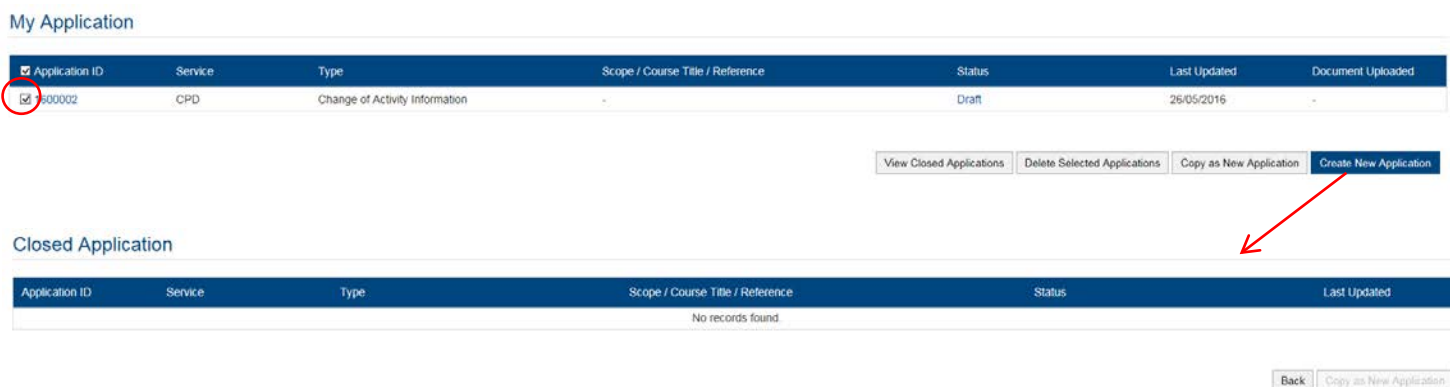 My Application
Application ID Service Type Scope / Course Title / Reference Status Last Updated Document Uploaded
1600002 CPD Change of Activity Information - Draft 26/05/2016 -
View Closed Applications Delete Selected Applications Copy as New Application Create New Application
Closed Application
Application ID Service Type Scope / Course Title / Reference Status Last Updated
No records found.
Back Copy as New Application